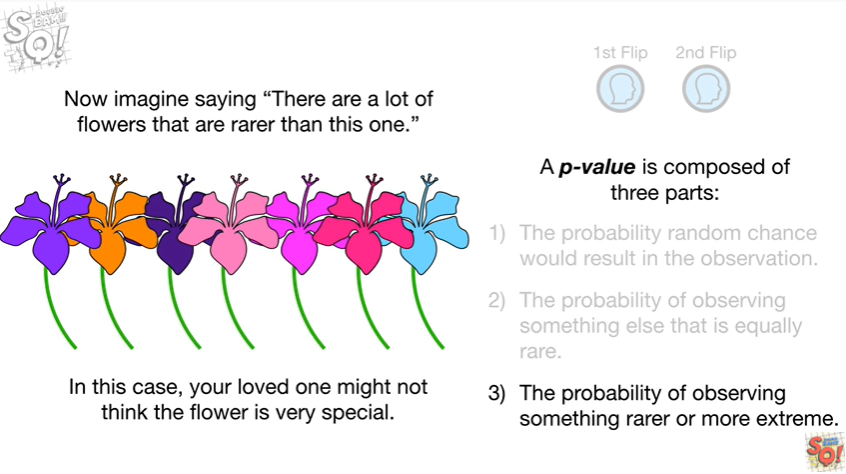 SQ!
DOUBLE
BAM!!!
1st Flip 2nd Flip
Now imagine saying “There are a lot of
flowers that are rarer than this one.”
A p-value is composed of
three parts:
1) The probability random chance
would result in the observation.
2) The probability of observing
something else that is equally
rare.
3) The probability of observing
something rarer or more extreme.
In this case, your loved one might not
think the flower is very special.
SQ!